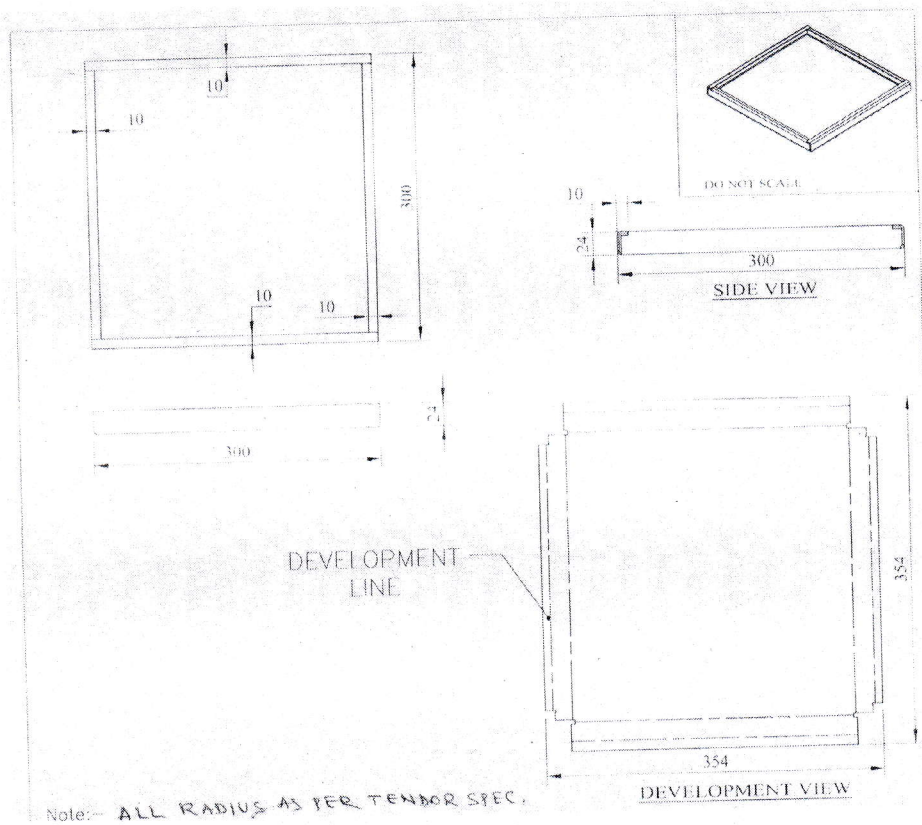 10
10
300
10
10
DO NOT SCALE
10
24
300
SIDE VIEW
24
300
DEVELOPMENT
LINE
354
354
DEVELOPMENT VIEW
Note:- ALL RADIUS AS PER TENDOR SPEC.